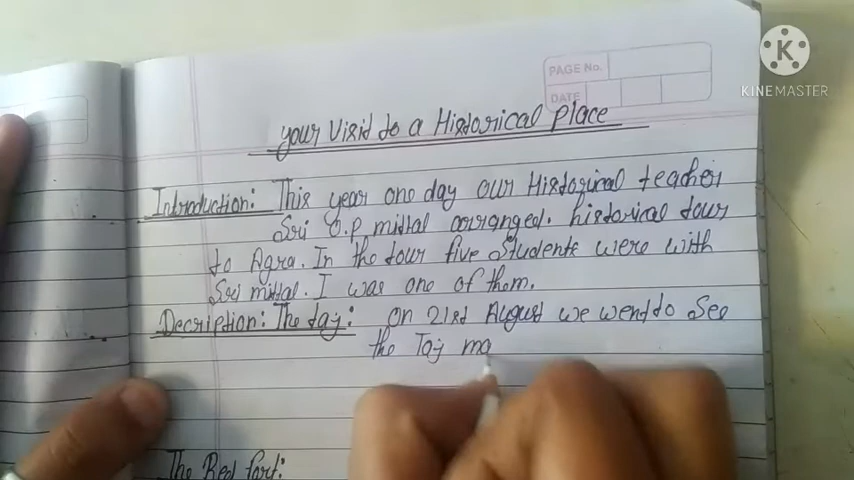 KINEMASTER
PAGE No.
DATE
your Visit to a Historical Place
Introduction: This year one day our Historical teacher
Sri O.P. mittal arranged. historical tour
to Agra. In the tour five Students were with
Sri mittal. I was one of them.
Decription: The taj: On 21st August we went to See
the Taj ma
The Red fort: